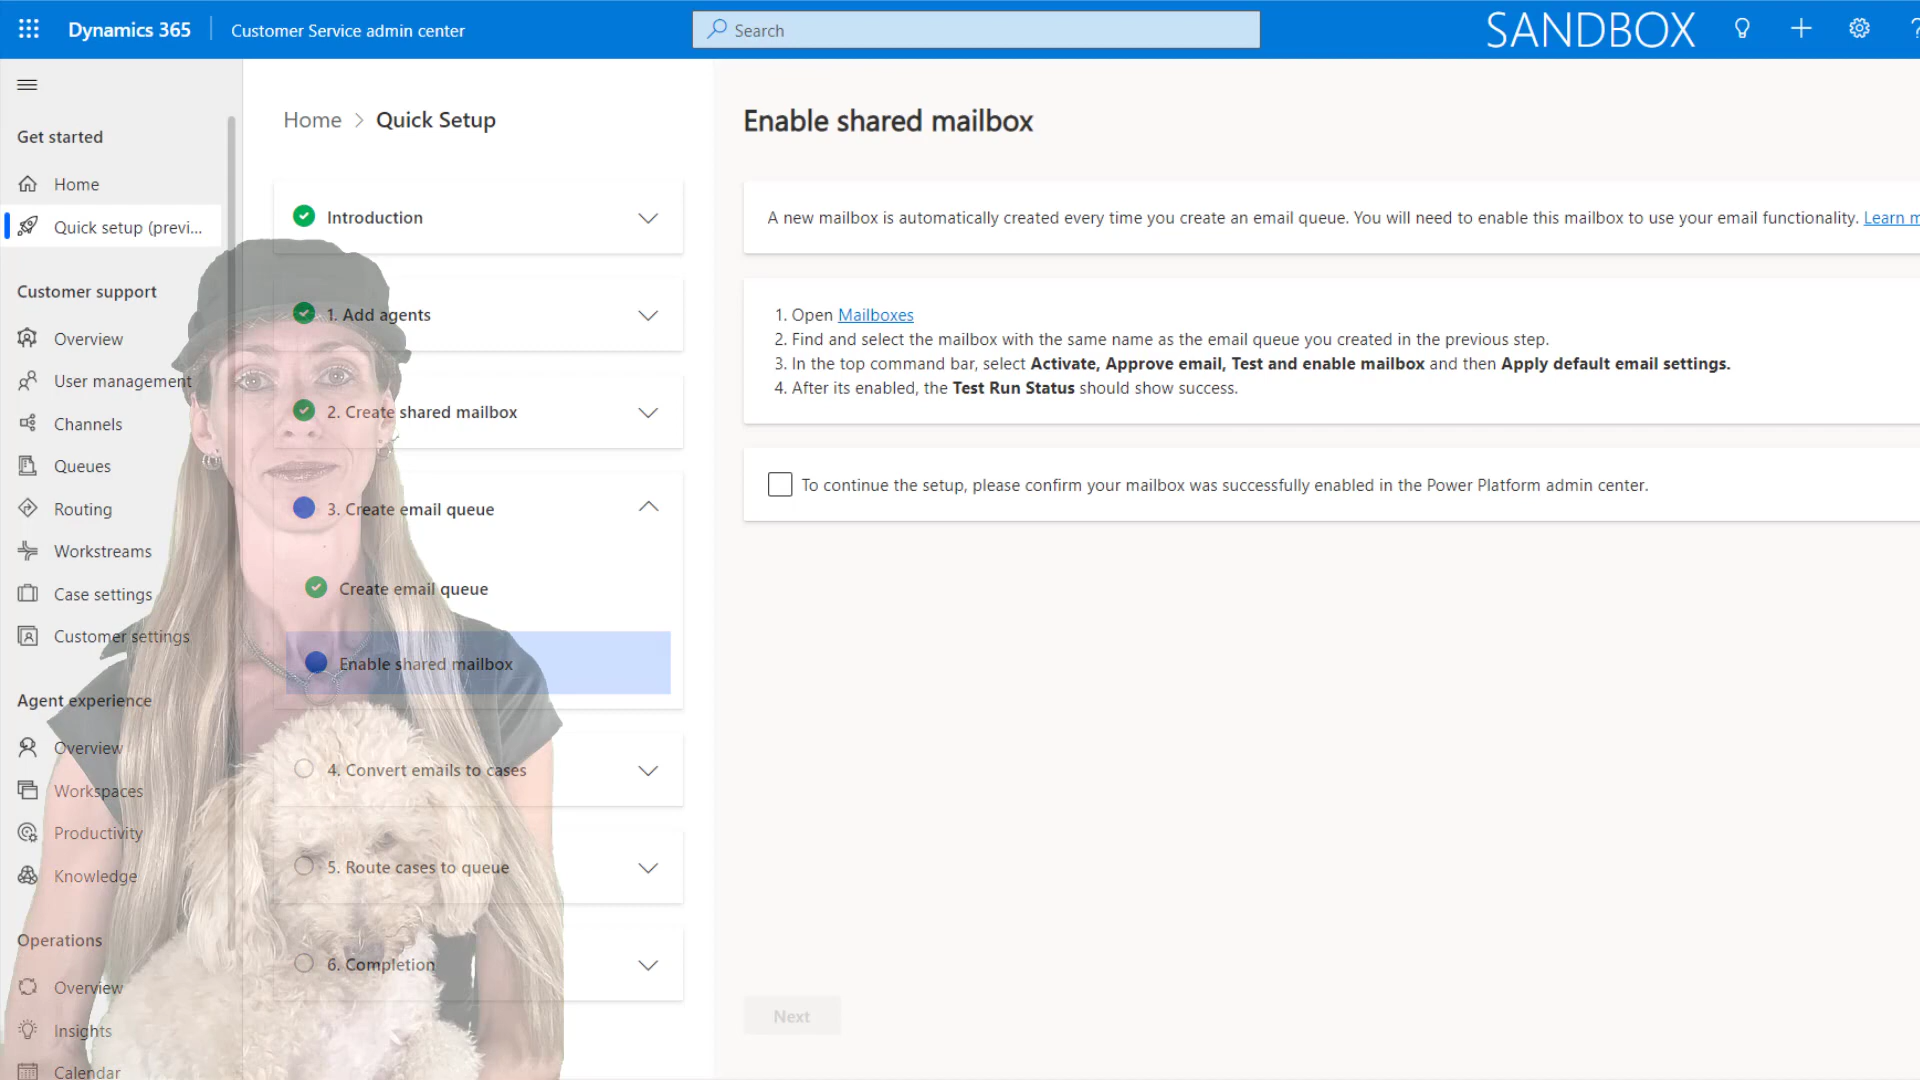 Dynamics 365
Customer Service admin center
Search
SANDBOX
Get started
Home
Quick setup (previ...
Customer support
Overview
User management
Channels
Queues
Routing
Workstreams
Case settings
Customer settings
Agent experience
Overview
Workspaces
Productivity
Knowledge
Operations
Overview
Insights
Calendar
Home > Quick Setup
Introduction
1. Add agents
2. Create shared mailbox
3. Create email queue
Create email queue
Enable shared mailbox
4. Convert emails to cases
5. Route cases to queue
6. Completion
Enable shared mailbox
A new mailbox is automatically created every time you create an email queue. You will need to enable this mailbox to use your email functionality. Learn m
1. Open Mailboxes
2. Find and select the mailbox with the same name as the email queue you created in the previous step.
3. In the top command bar, select Activate, Approve email, Test and enable mailbox and then Apply default email settings.
4. After its enabled, the Test Run Status should show success.
To continue the setup, please confirm your mailbox was successfully enabled in the Power Platform admin center.
Next